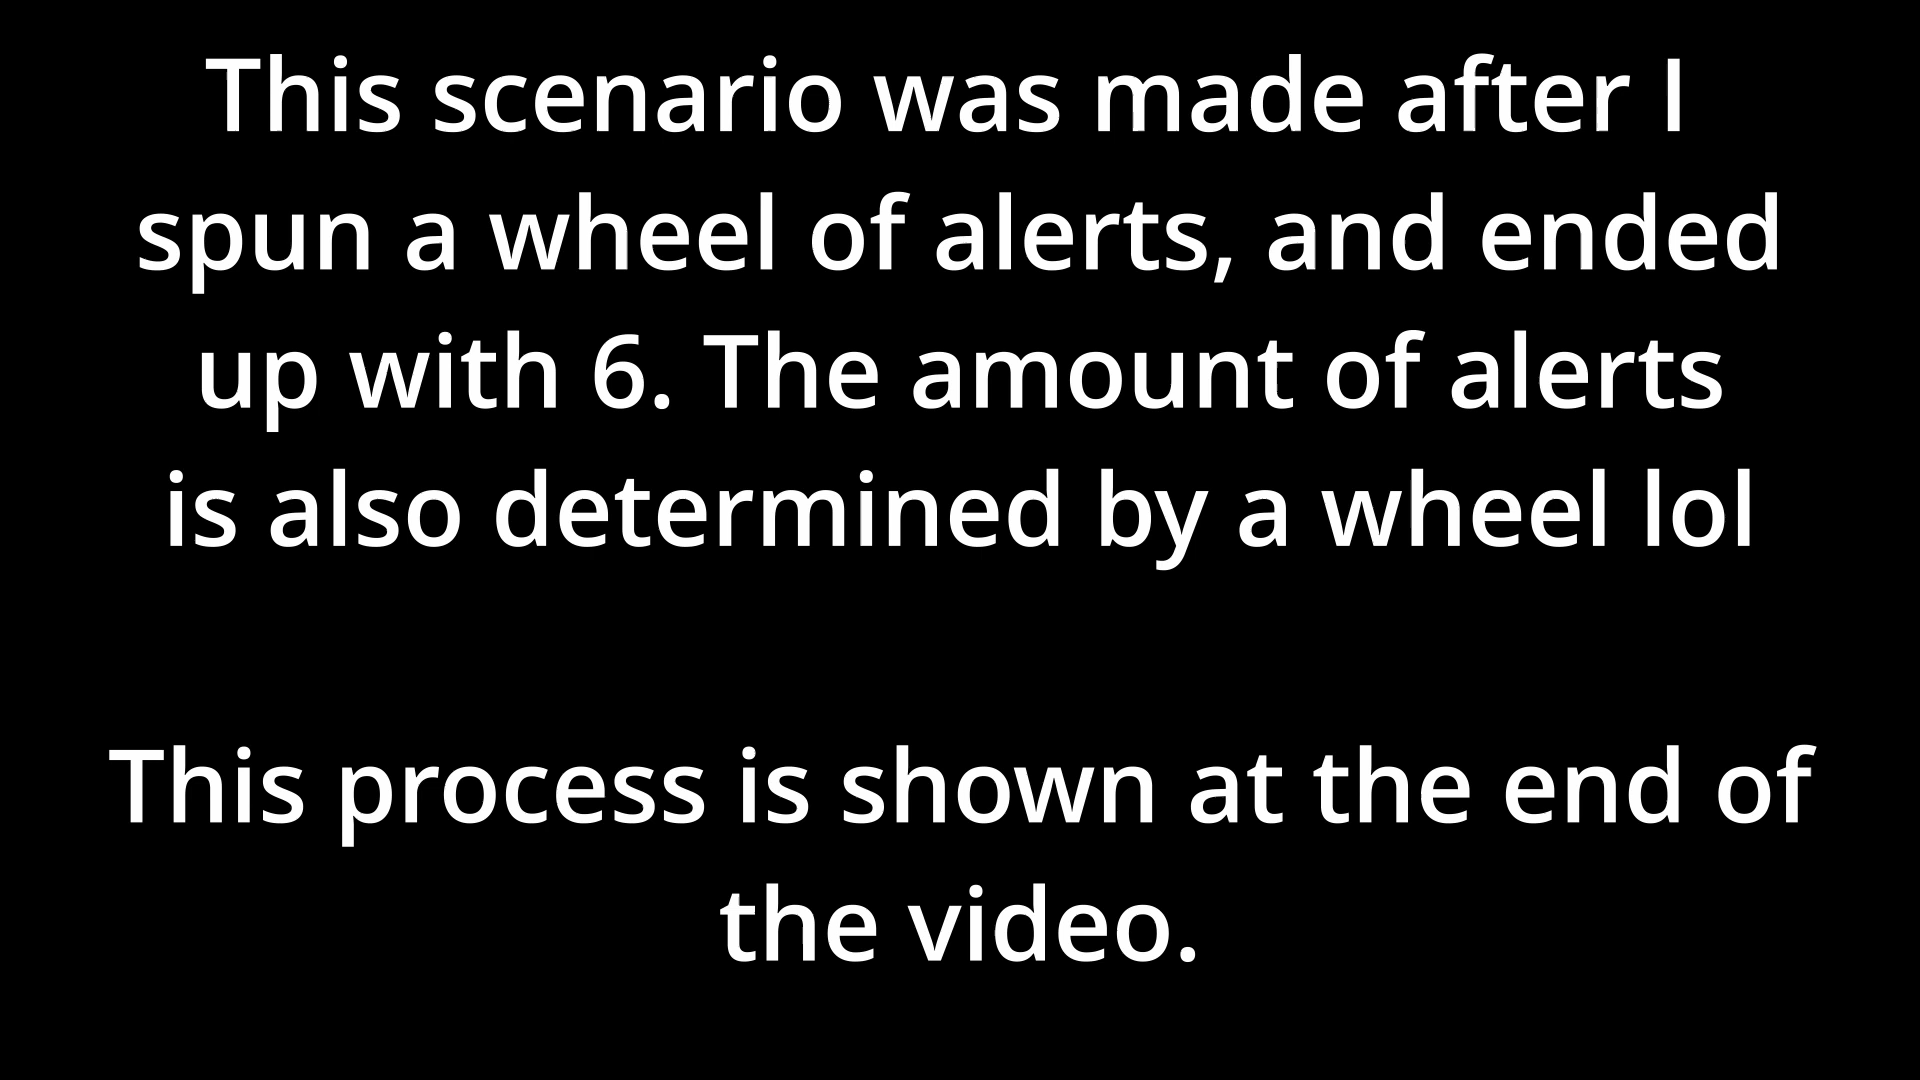 This scenario was made after I
spun a wheel of alerts, and ended
up with 6. The amount of alerts
is also determined by a wheel lol
This process is shown at the end of
the video.